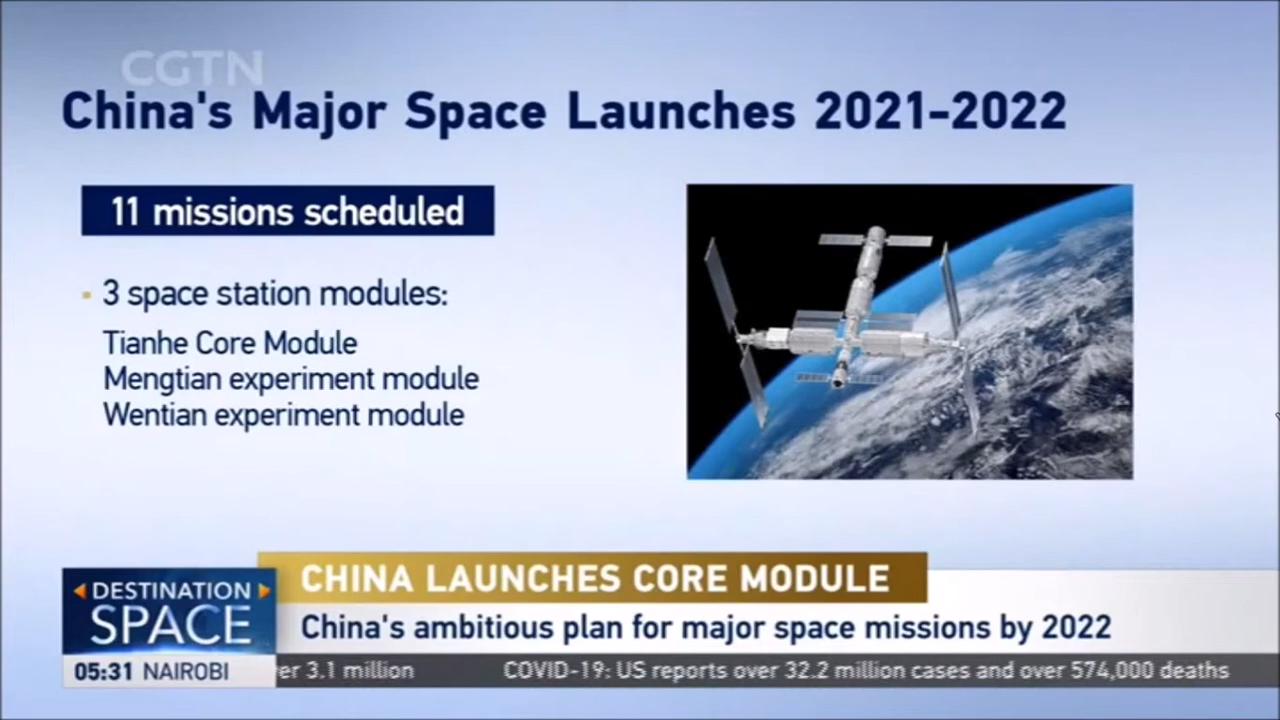 CGTN
China's Major Space Launches 2021-2022
11 missions scheduled
3 space station modules:
Tianhe Core Module
Mengtian experiment module
Wentian experiment module
DESTINATION
SPACE
CHINA LAUNCHES CORE MODULE
China's ambitious plan for major space missions by 2022
05:31 NAIROBI
3.1 million COVID-19: US reports over 32.2 million cases and over 574,000 deaths